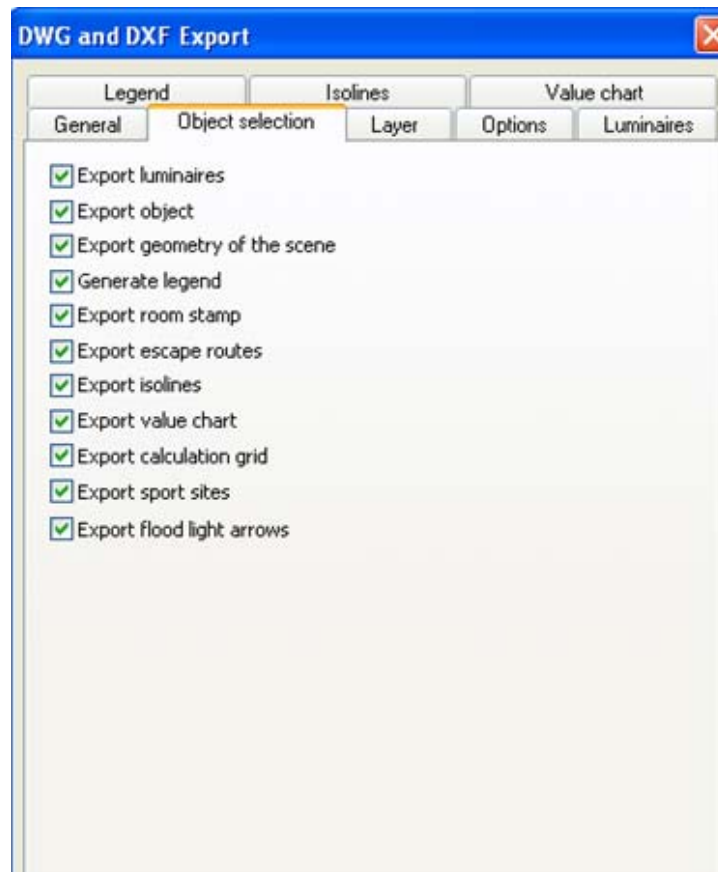 DWG and DXF Export
Legend Isolines Value chart
General Object selection Layer Options Luminaires
Export luminaires
Export object
Export geometry of the scene
Generate legend
Export room stamp
Export escape routes
Export isolines
Export value chart
Export calculation grid
Export sport sites
Export flood light arrows